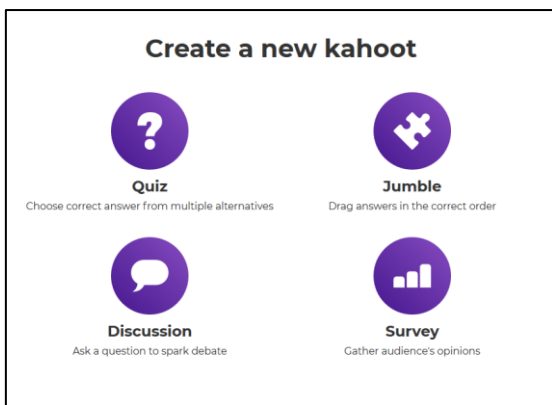 Create a new kahoot
Quiz
Choose correct answer from multiple alternatives
Jumble
Drag answers in the correct order
Discussion
Ask a question to spark debate
Survey
Gather audience's opinions